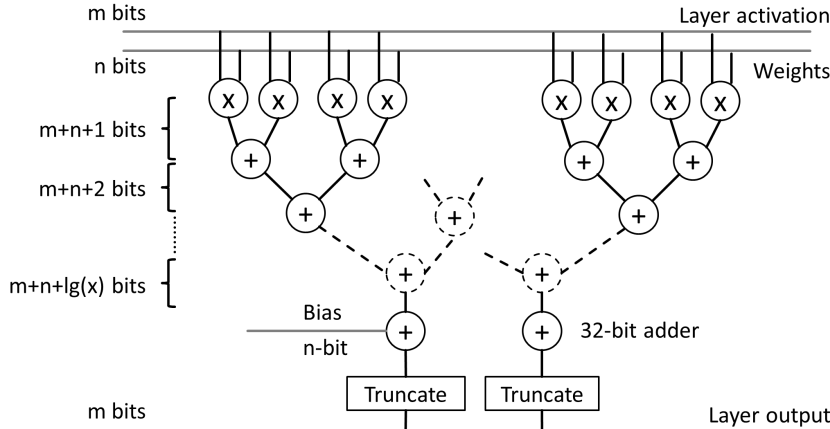 m bits
Layer activation
n bits
Weights
x x x x x x x x
m+n+1 bits
+ + + +
m+n+2 bits
+ + +
m+n+lg(x) bits
+ +
Bias
n-bit
+ +
32-bit adder
Truncate Truncate
m bits
Layer output